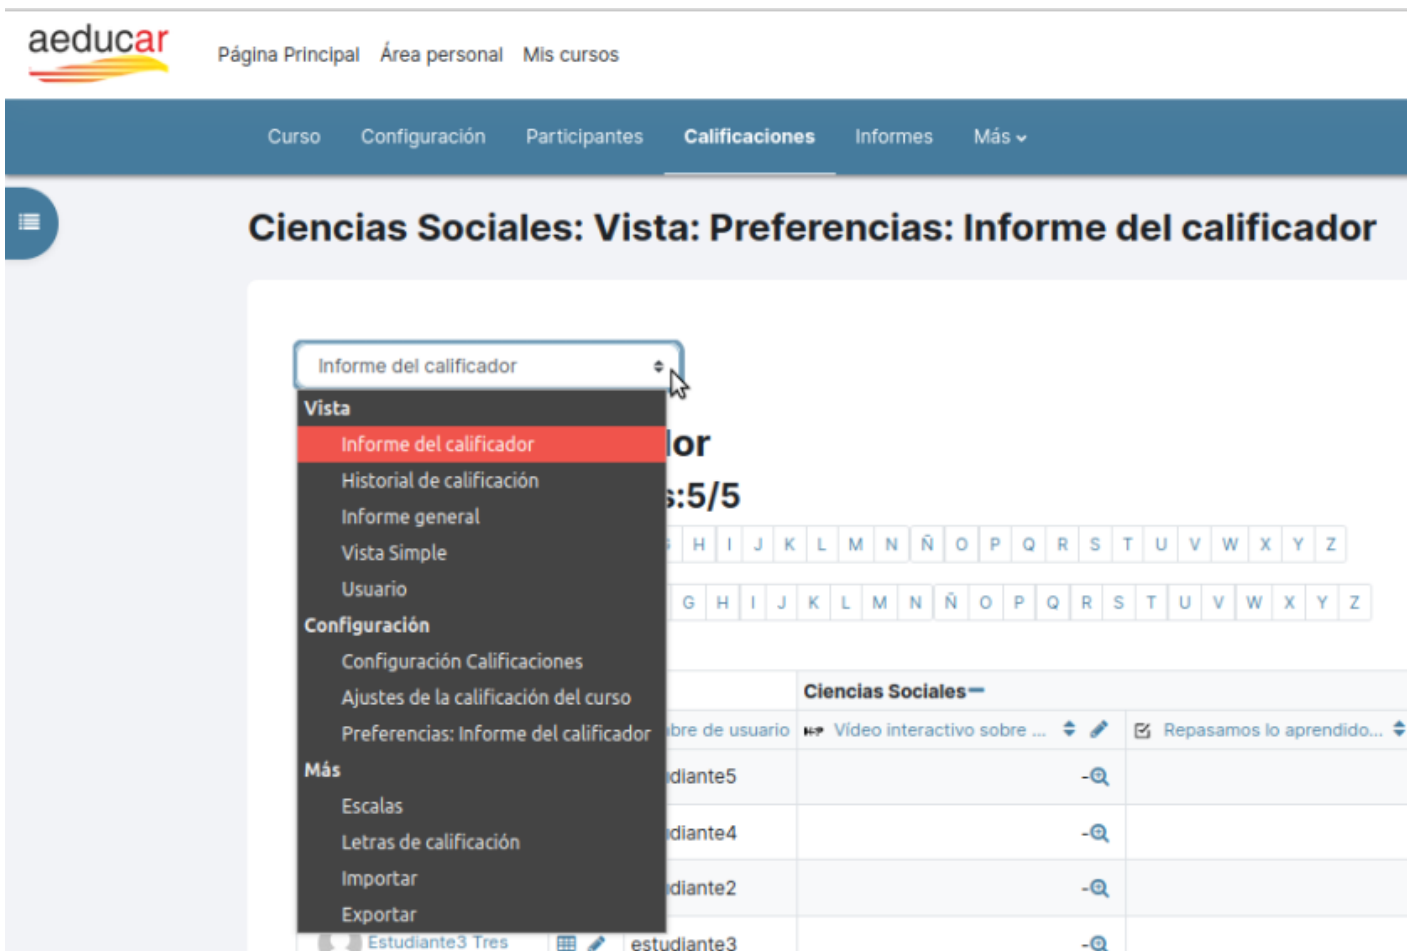 aeducar
Página Principal Área personal Mis cursos
Curso Configuración Participantes Calificaciones Informes Más
Ciencias Sociales: Vista: Preferencias: Informe del calificador
Informe del calificador
Vista
Informe del calificador
Historial de calificación
Informe general
Vista Simple
Usuario
Configuración
Configuración Calificaciones
Ajustes de la calificación del curso
Preferencias: Informe del calificador
Más
Escalas
Letras de calificación
Importar
Exportar
or
:5/5
H I J K L M N Ñ O P Q R S T U V W X Y Z
G H I J K L M N Ñ O P Q R S T U V W X Y Z
Ciencias Sociales
bre de usuario H-P Vídeo interactivo sobre ... Repasamos lo aprendido...
diante5 -
diante4 -
diante2 -
Estudiante3 Tres estudiante3 -